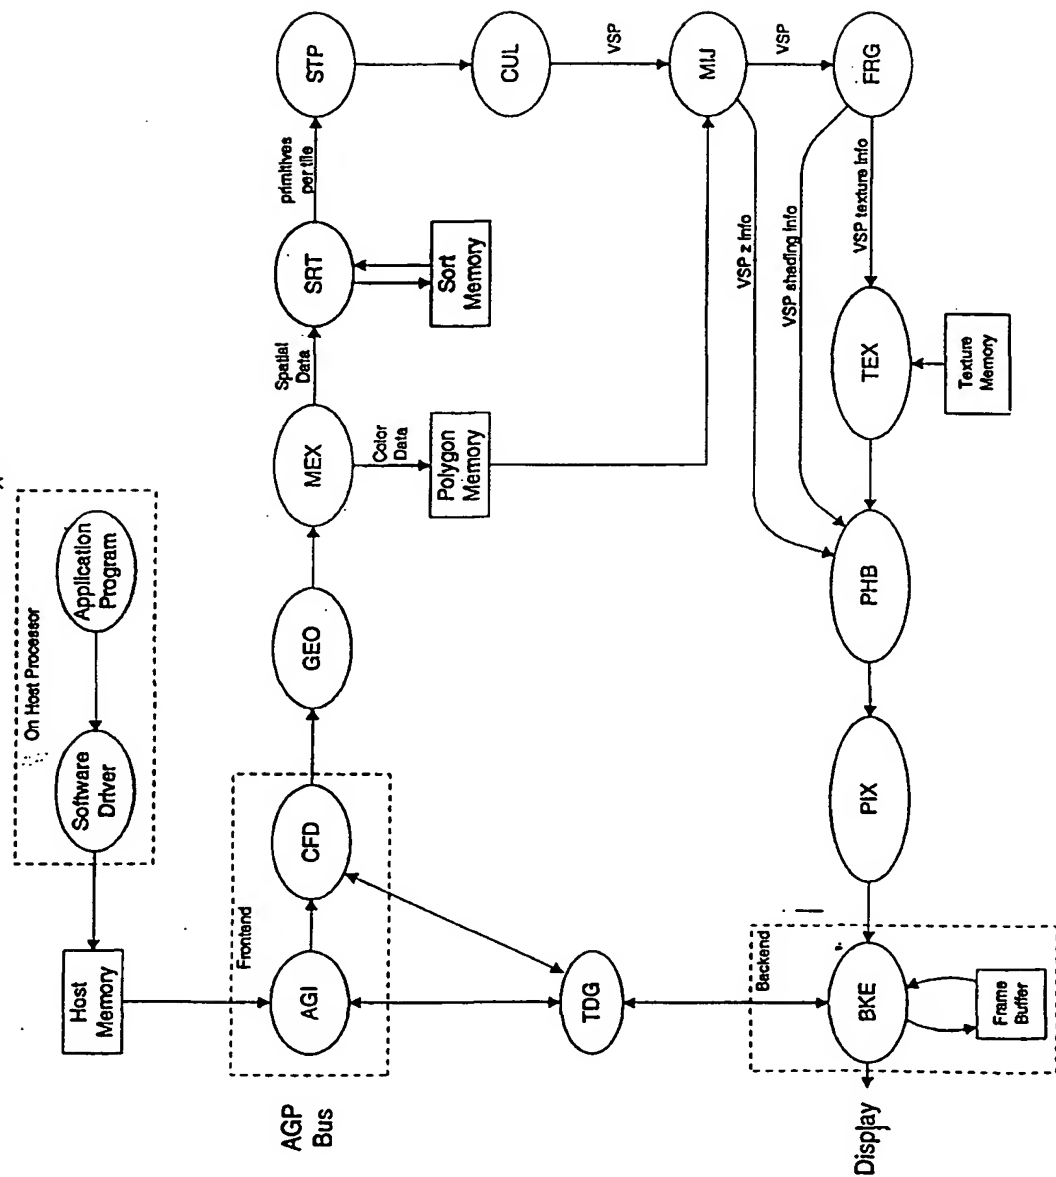 On Host Processor
Application
Program
Software
Driver
Host
Memory
AGP
Bus
Frontend
AGI
CFD
GEO
MEX
Spatial
Data
SRT
primitives
per tile
STP
Color
Data
Polygon
Memory
Sort
Memory
CUL
VSP
MIJ
VSP
FRG
VSP z Info
VSP shading Info
VSP texture Info
TEX
Texture
Memory
PHB
PIX
TDG
Backend
BKE
Frame
Buffer
Display